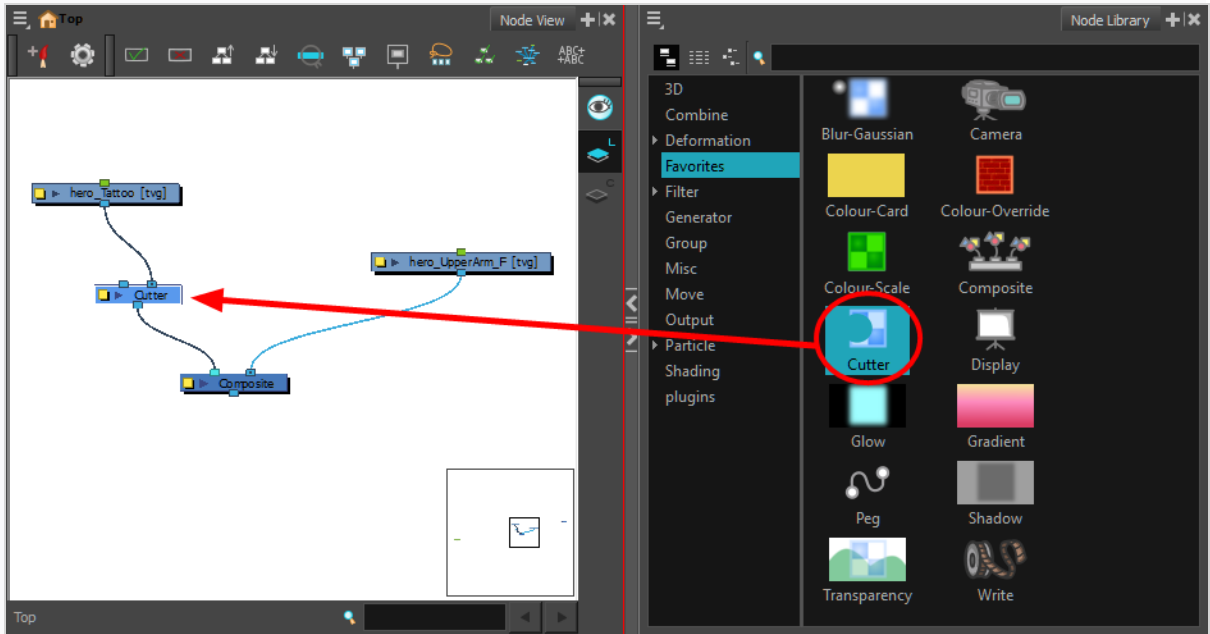 Top
Node View
ABC+
+ABC
hero_Tattoo [tvg]
hero_UpperArm_F [tvg]
Cutter
Composite
L
C
Top
Node Library
3D
Combine
Deformation
Favorites
Filter
Generator
Group
Misc
Move
Output
Particle
Shading
plugins
Blur-Gaussian
Camera
Colour-Card
Colour-Override
Colour-Scale
Composite
Cutter
Display
Glow
Gradient
Peg
Shadow
Transparency
Write